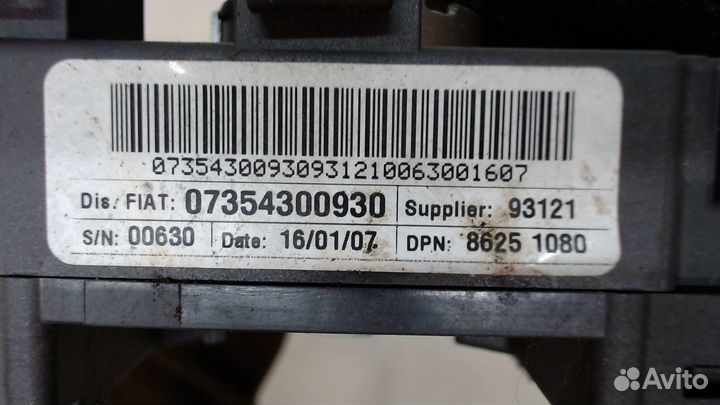 07354300930931210063001607
Dis/FIAT: 07354300930 Supplier: 93121
S/N: 00630 Date: 16/01/07 DPN: 8625 1080
Avito